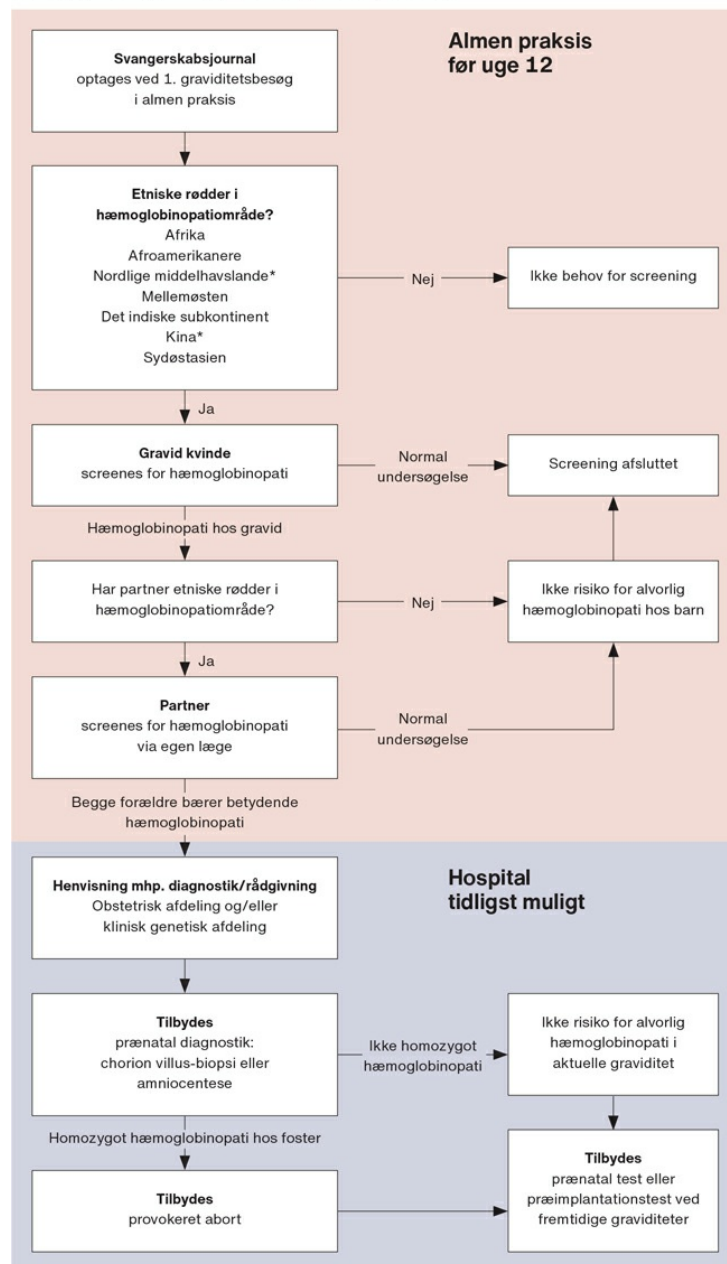 Almen praksis
før uge 12
Svangerskabsjournal
optages ved 1. graviditetsbesøg
i almen praksis
Etniske rødder i
hæmoglobinopatiområde?
Afrika
Afroamerikanere
Nordlige middelhavslande*
Mellemøsten
Det indiske subkontinent
Kina*
Sydøstasien
Nej
Ikke behov for screening
Ja
Gravid kvinde
screenes for hæmoglobinopati
Normal
undersøgelse
Screening afsluttet
Hæmoglobinopati hos gravid
Har partner etniske rødder i
hæmoglobinopatiområde?
Nej
Ikke risiko for alvorlig
hæmoglobinopati hos barn
Ja
Partner
screenes for hæmoglobinopati
via egen læge
Normal
undersøgelse
Begge forældre bærer betydende
hæmoglobinopati
Hospital
tidligst muligt
Henvisning mhp. diagnostik/rådgivning
Obstetrisk afdeling og/eller
klinisk genetisk afdeling
Tilbydes
prænatal diagnostik:
chorion villus-biopsi eller
amniocentese
Ikke homozygot
hæmoglobinopati
Ikke risiko for alvorlig
hæmoglobinopati i
aktuelle graviditet
Homozygot hæmoglobinopati hos foster
Tilbydes
provokeret abort
Tilbydes
prænatal test eller
præimplantationstest ved
fremtidige graviditeter